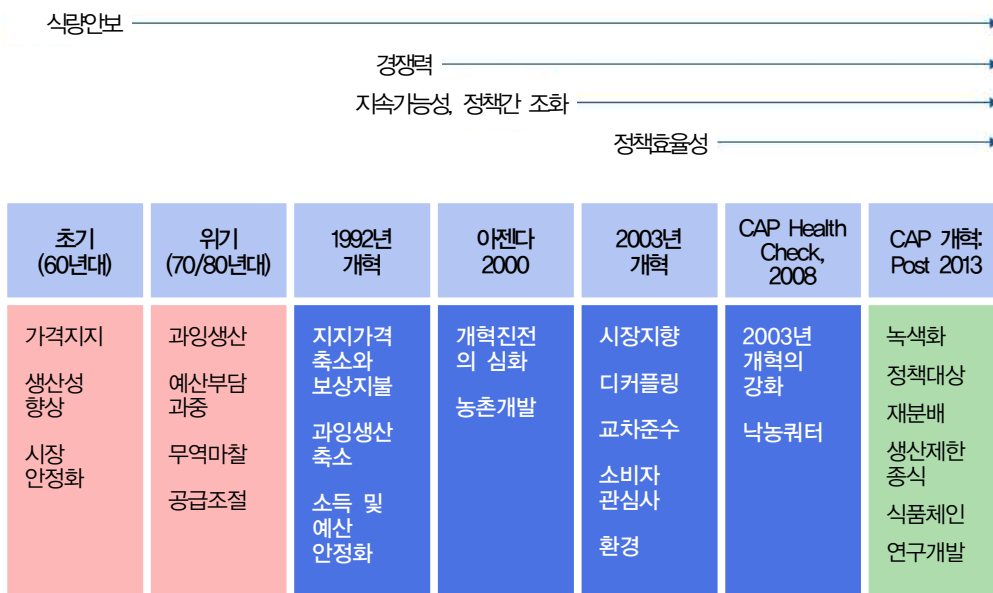 식량안보
경쟁력
지속가능성, 정책간 조화
정책효율성
초기
(60년대)
위기
(70/80년대)
1992년
개혁
아젠다
2000
2003년
개혁
CAP Health
Check,
2008
CAP 개혁:
Post 2013
가격지지
생산성
향상
시장
안정화
과잉생산
예산부담
과중
무역마찰
공급조절
지지가격
축소와
보상지불
과잉생산
축소
소득 및
예산
안정화
개혁진전
의 심화
농촌개발
시장지향
디커플링
교차준수
소비자
관심사
환경
2003년
개혁의
강화
낙농쿼터
녹색화
정책대상
재분배
생산제한
종식
식품체인
연구개발